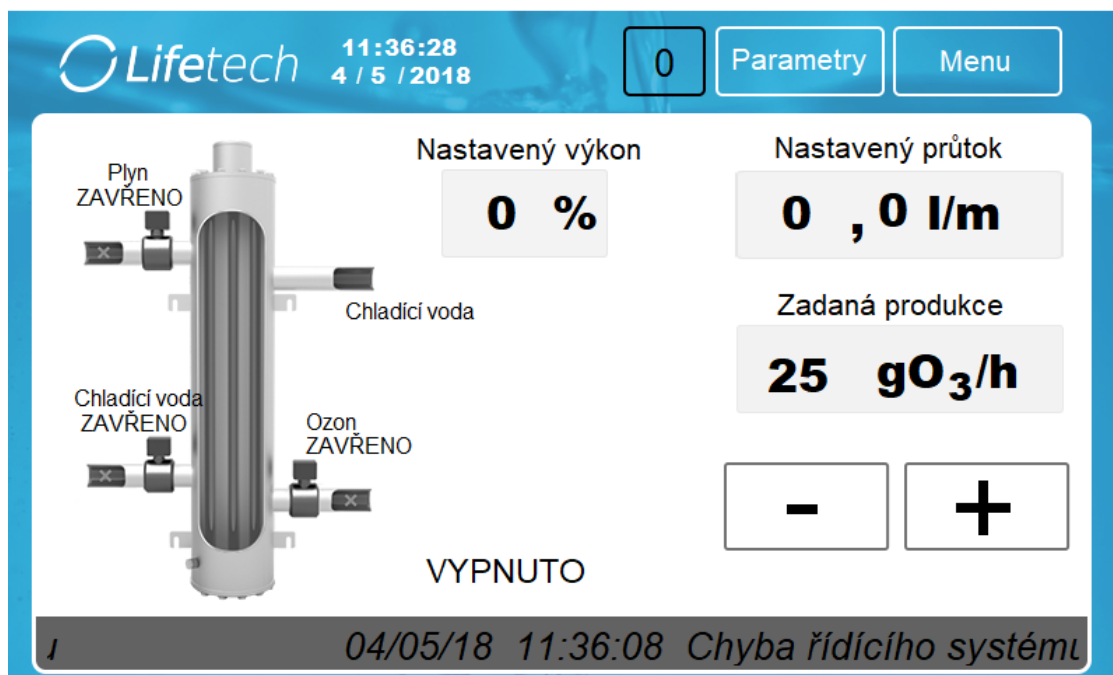 Lifetech
11:36:28
4 / 5 / 2018
0
Parametry
Menu
Plyn
ZAVŘENO
Nastavený výkon
0 %
Nastavený průtok
0 , 0 l/m
Chladící voda
Zadaná produkce
25 gO₃/h
Chladící voda
ZAVŘENO
Ozon
ZAVŘENO
- +
VYPNUTO
04/05/18 11:36:08 Chyba řídícího systému